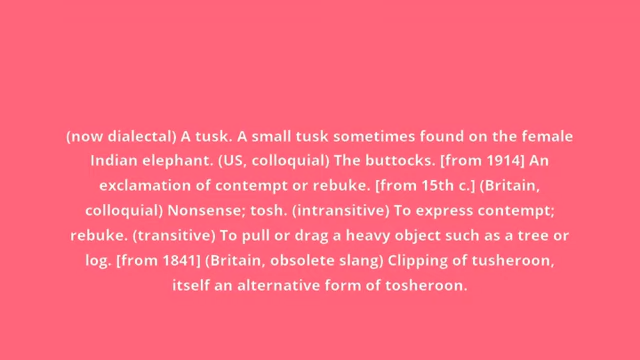 (now dialectal) A tusk. A small tusk sometimes found on the female
Indian elephant. (US, colloquial) The buttocks. [from 1914] An
exclamation of contempt or rebuke. [from 15th c.] (Britain,
colloquial) Nonsense; tosh. (intransitive) To express contempt;
rebuke. (transitive) To pull or drag a heavy object such as a tree or
log. [from 1841] (Britain, obsolete slang) Clipping of tusheroon,
itself an alternative form of tosheroon.